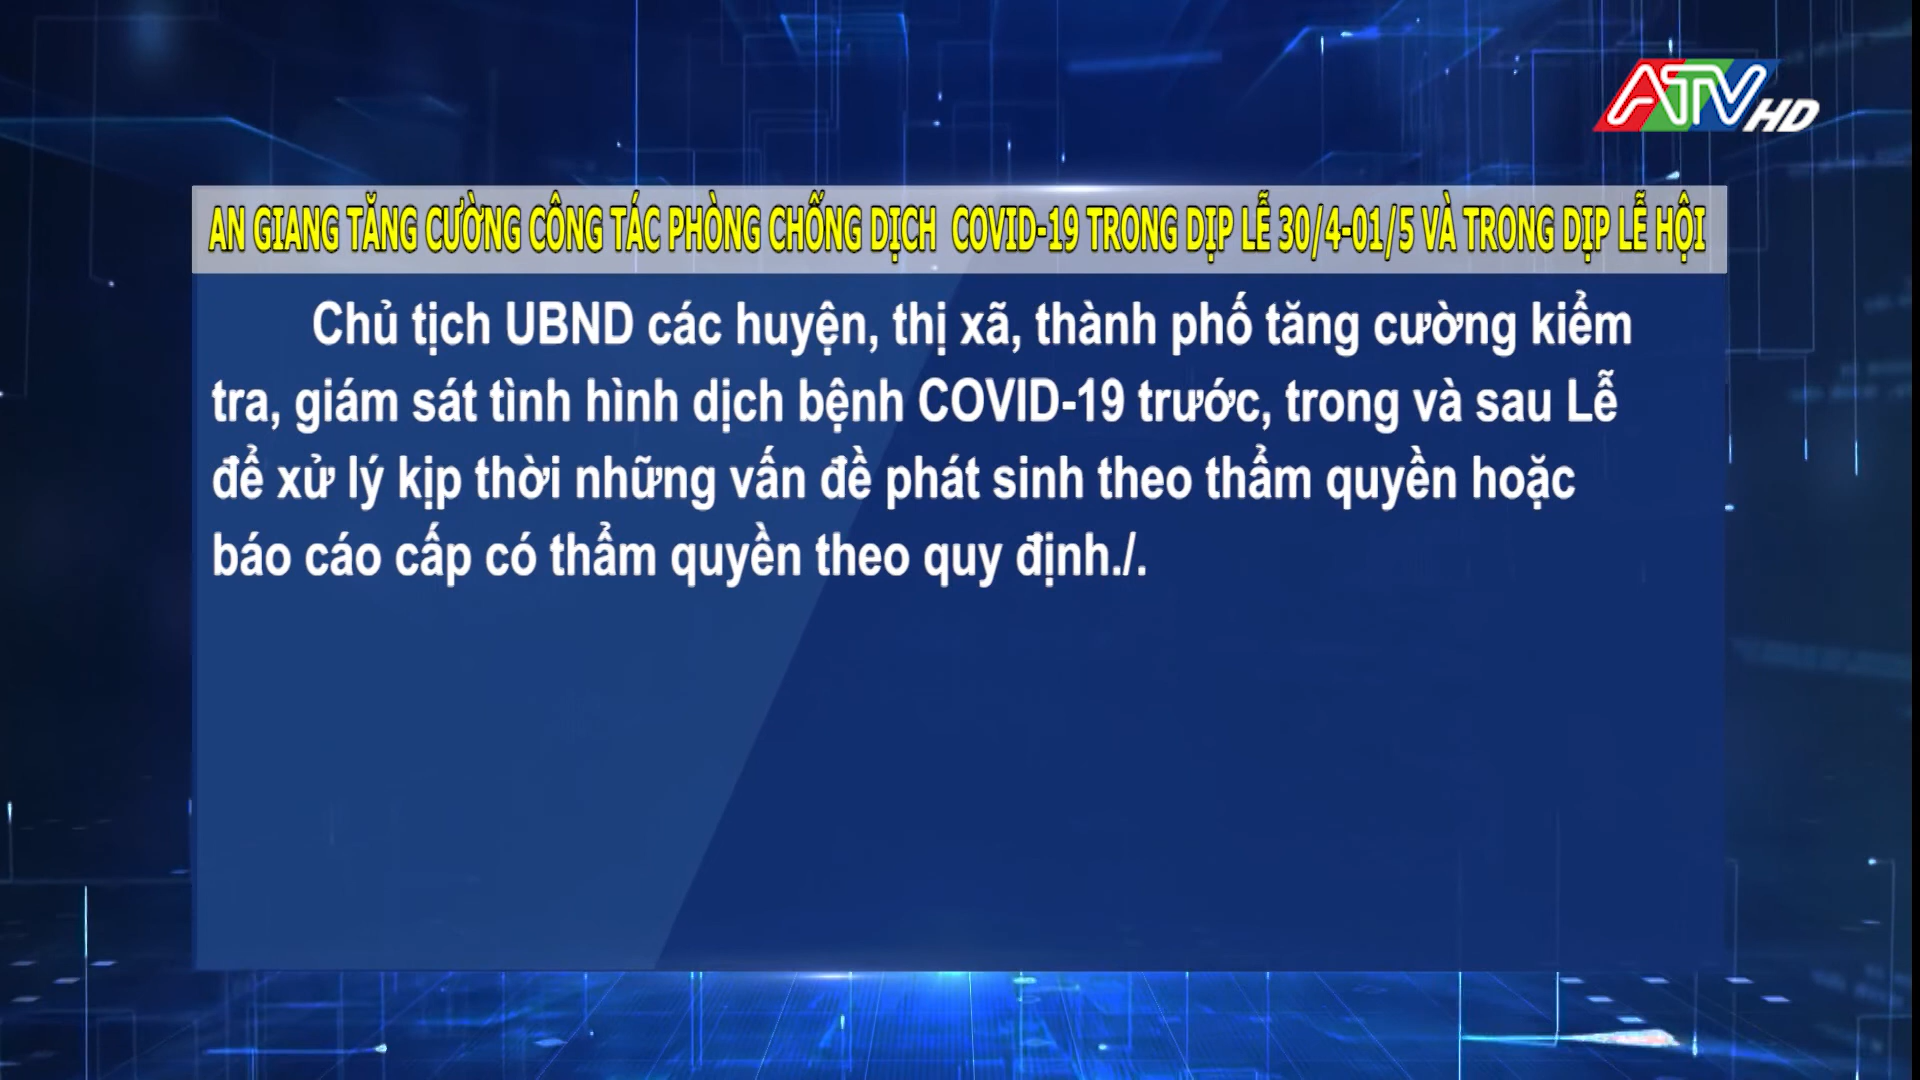 ATV HD
AN GIANG TĂNG CƯỜNG CÔNG TÁC PHÒNG CHỐNG DỊCH COVID-19 TRONG DỊP LỄ 30/4-01/5 VÀ TRONG DỊP LỄ HỘI
Chủ tịch UBND các huyện, thị xã, thành phố tăng cường kiểm
tra, giám sát tình hình dịch bệnh COVID-19 trước, trong và sau Lễ
để xử lý kịp thời những vấn đề phát sinh theo thẩm quyền hoặc
báo cáo cấp có thẩm quyền theo quy định./.